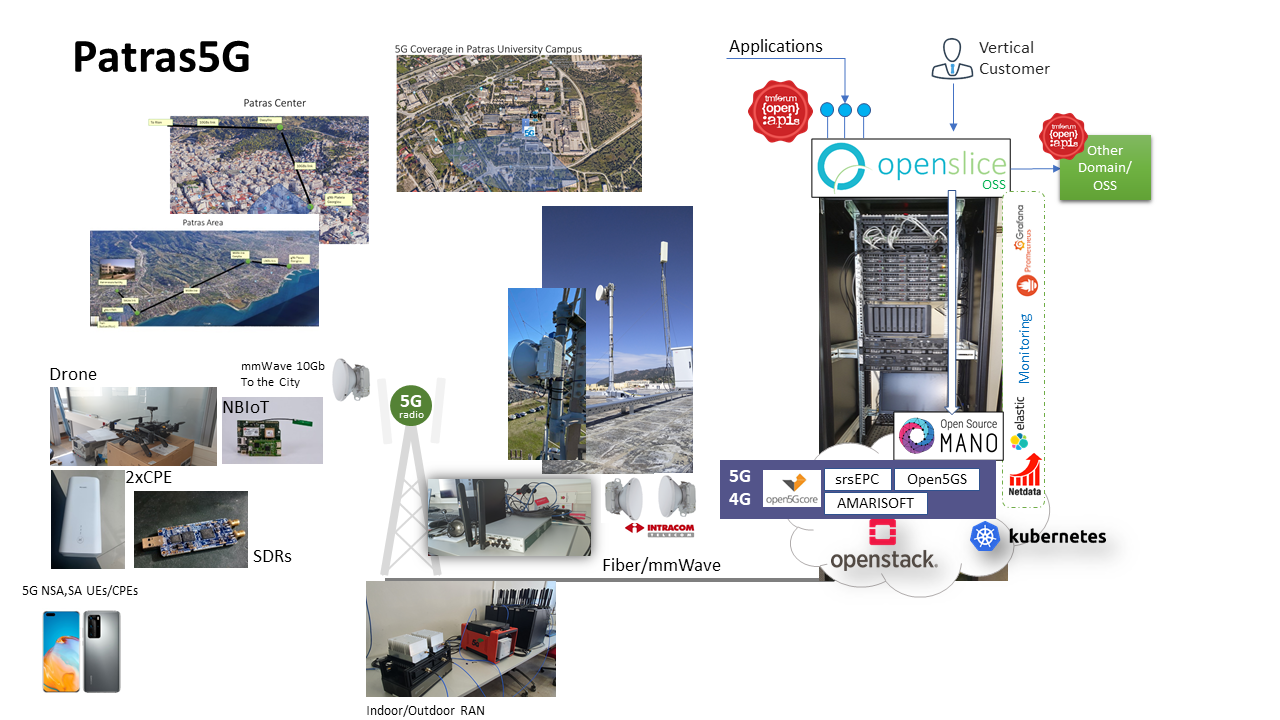 Patras5G
5G Coverage in Patras University Campus
Patras Center
Patras Area
Applications
Vertical
Customer
tmforum
{open}
:apis
tmforum
{open}
:apis
Other
Domain/
OSS
openslice
OSS
Grafana
Prometheus
Monitoring
elastic
Netdata
Open Source
MANO
5G
4G
open5Gcore
srsEPC
Open5GS
AMARISOFT
openstack.
kubernetes
mmWave 10Gb
To the City
5G
radio
Drone
NBIoT
2xCPE
SDRs
INTRACOM
TELECOM
Fiber/mmWave
5G NSA,SA UEs/CPEs
Indoor/Outdoor RAN